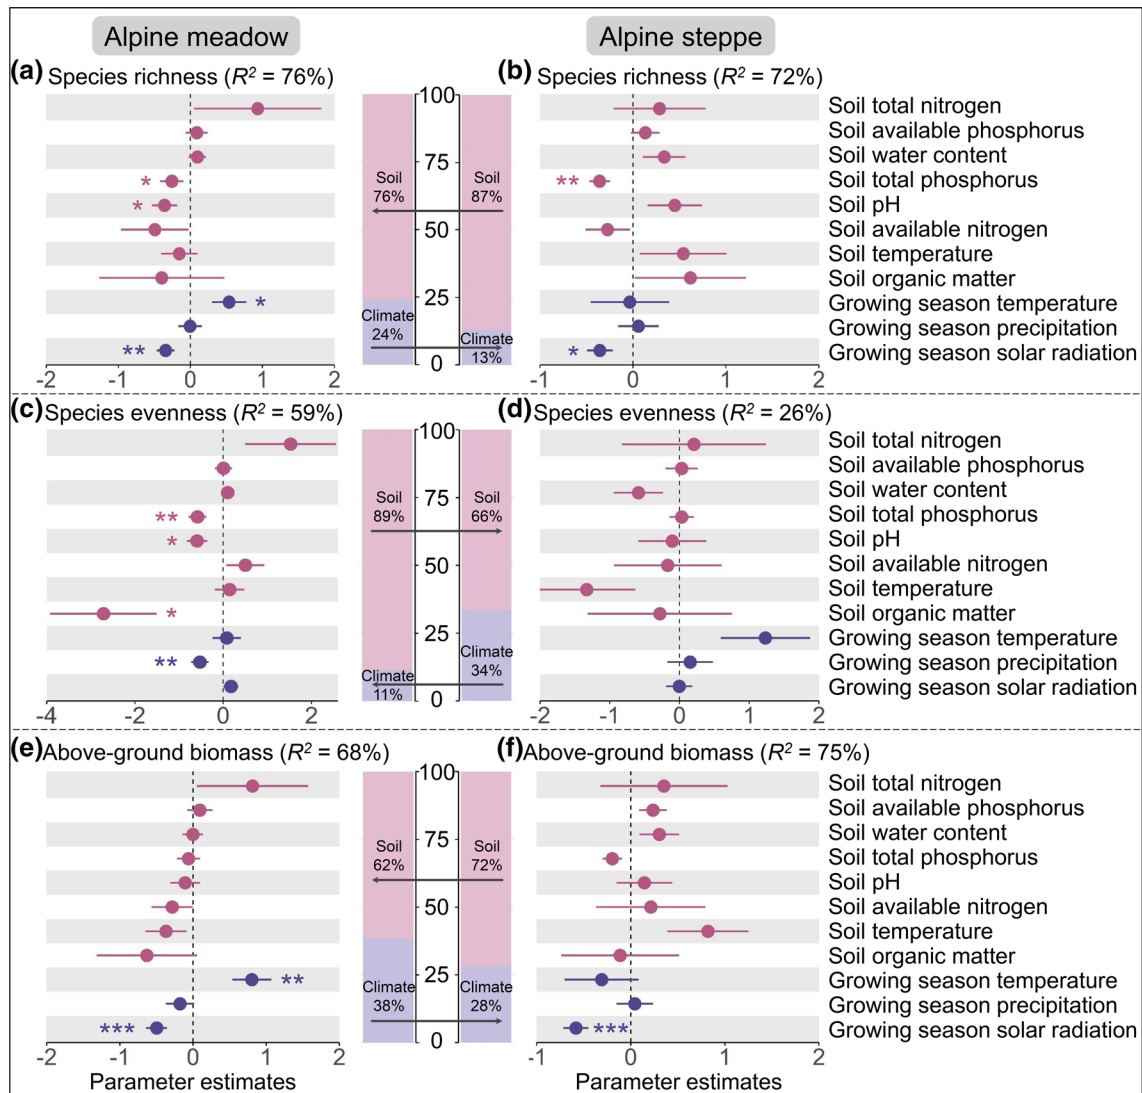 Alpine meadow
Alpine steppe
(a) Species richness (R² = 76%)
(b) Species richness (R² = 72%)
100
75
50
25
0
Soil
76%
Soil
87%
Climate
24%
Climate
13%
*
*
*
**
**
*
Soil total nitrogen
Soil available phosphorus
Soil water content
Soil total phosphorus
Soil pH
Soil available nitrogen
Soil temperature
Soil organic matter
Growing season temperature
Growing season precipitation
Growing season solar radiation
-2 -1 0 1 2
-1 0 1 2
(c) Species evenness (R² = 59%)
(d) Species evenness (R² = 26%)
100
75
50
25
0
Soil
89%
Soil
66%
Climate
11%
Climate
34%
**
*
*
**
Soil total nitrogen
Soil available phosphorus
Soil water content
Soil total phosphorus
Soil pH
Soil available nitrogen
Soil temperature
Soil organic matter
Growing season temperature
Growing season precipitation
Growing season solar radiation
-4 -2 0 2
-2 -1 0 1 2
(e) Above-ground biomass (R² = 68%)
(f) Above-ground biomass (R² = 75%)
100
75
50
25
0
Soil
62%
Soil
72%
Climate
38%
Climate
28%
**
***
***
Soil total nitrogen
Soil available phosphorus
Soil water content
Soil total phosphorus
Soil pH
Soil available nitrogen
Soil temperature
Soil organic matter
Growing season temperature
Growing season precipitation
Growing season solar radiation
-2 -1 0 1 2
-1 0 1 2
Parameter estimates
Parameter estimates